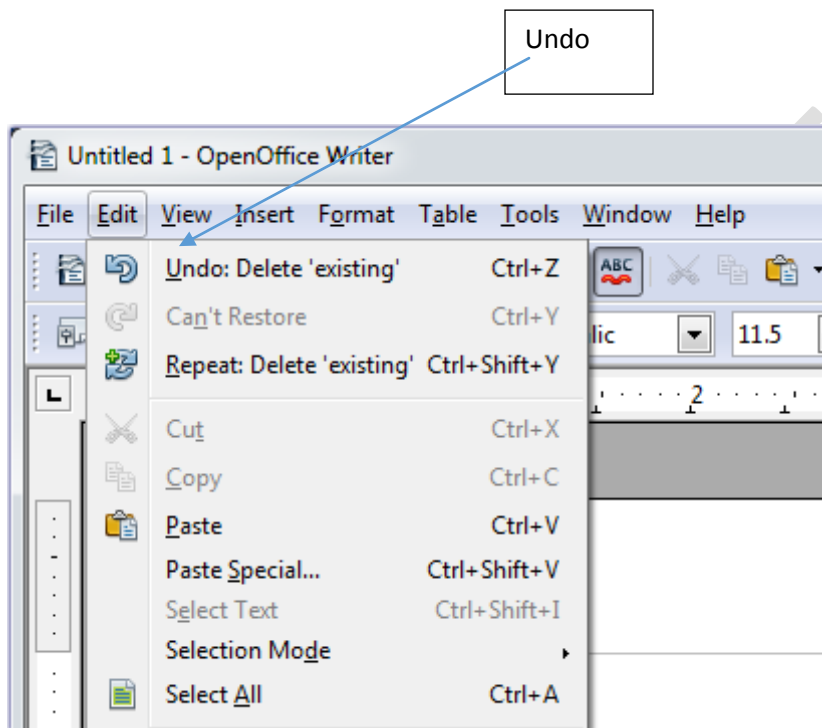 Undo
Untitled 1 - OpenOffice Writer
File Edit View Insert Format Table Tools Window Help
Undo: Delete 'existing' Ctrl+Z ABC
Can't Restore Ctrl+Y lic 11.5
Repeat: Delete 'existing' Ctrl+Shift+Y
2
Cut Ctrl+X
Copy Ctrl+C
Paste Ctrl+V
Paste Special... Ctrl+Shift+V
Select Text Ctrl+Shift+I
Selection Mode
Select All Ctrl+A